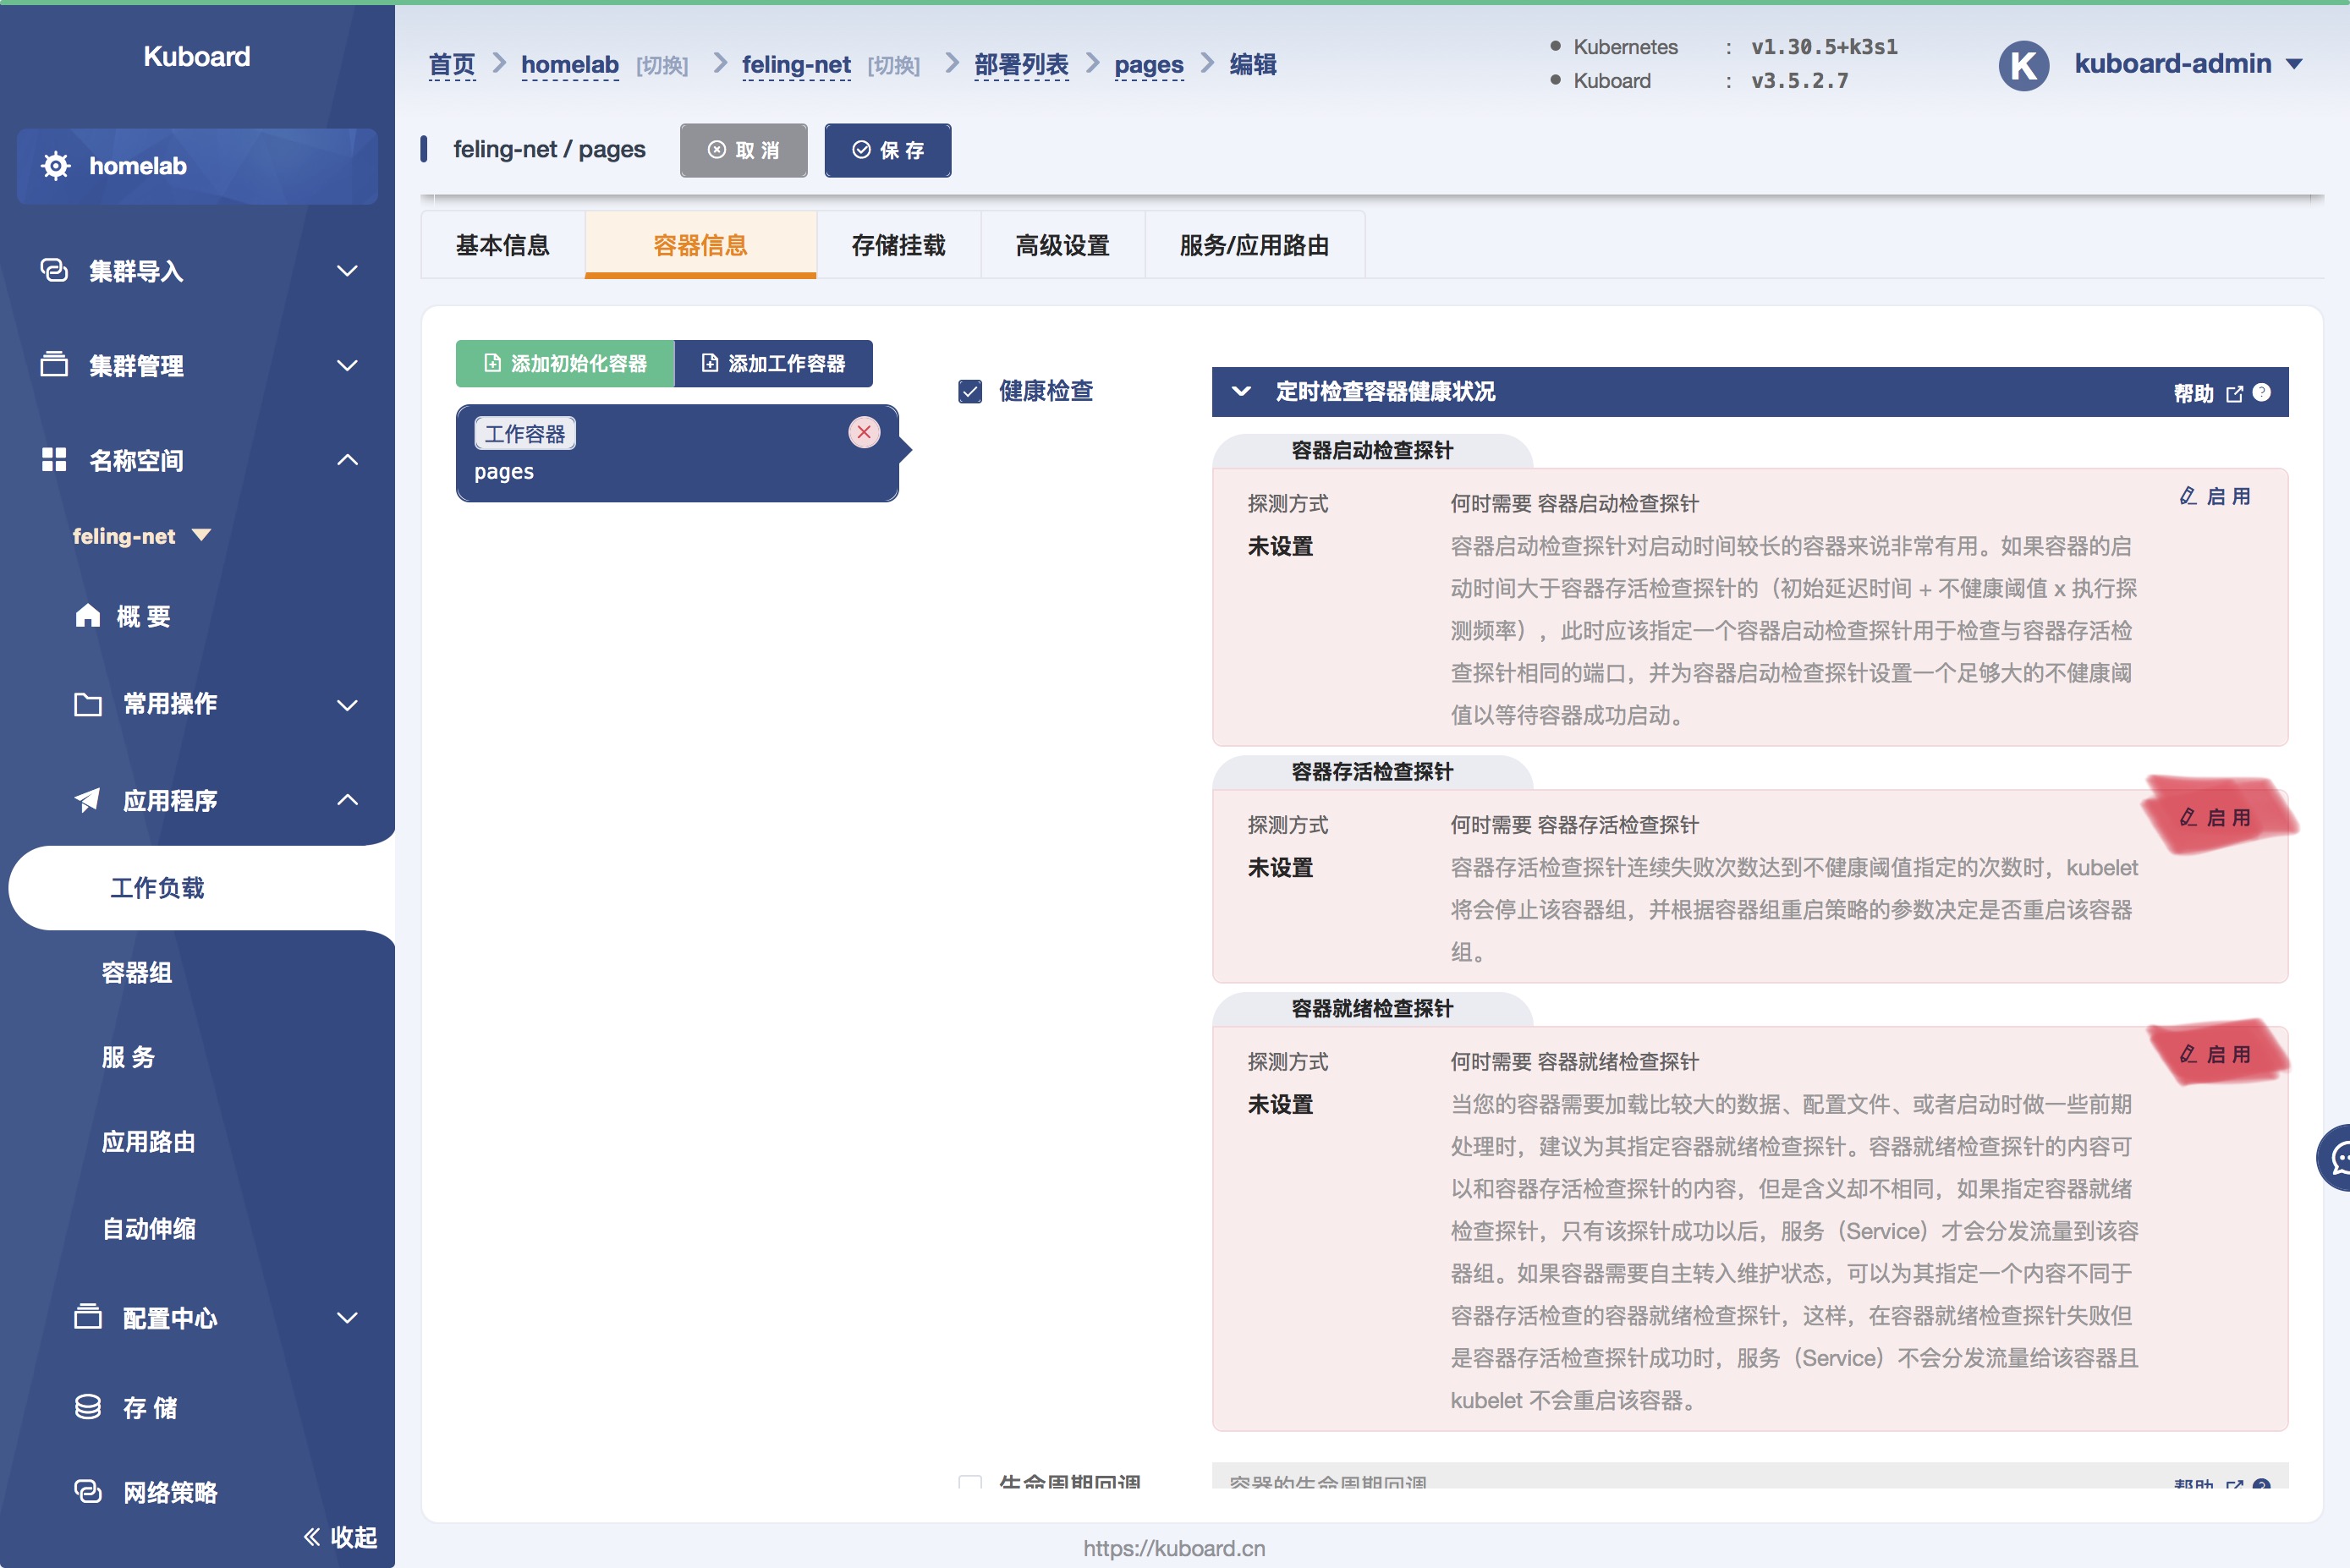 Kuboard
homelab
集群导入
集群管理
名称空间
feling-net
概 要
常用操作
应用程序
工作负载
容器组
服 务
应用路由
自动伸缩
配置中心
存 储
网络策略
收起
首页 homelab [切换] feling-net [切换] 部署列表 pages 编辑
Kubernetes : v1.30.5+k3s1
Kuboard : v3.5.2.7
K kuboard-admin
feling-net / pages 取 消 保 存
基本信息 容器信息 存储挂载 高级设置 服务/应用路由
添加初始化容器 添加工作容器
工作容器
pages
健康检查
定时检查容器健康状况 帮助
容器启动检查探针
探测方式 何时需要 容器启动检查探针 启 用
未设置 容器启动检查探针对启动时间较长的容器来说非常有用。如果容器的启
动时间大于容器存活检查探针的（初始延迟时间 + 不健康阈值 x 执行探
测频率），此时应该指定一个容器启动检查探针用于检查与容器存活检
查探针相同的端口，并为容器启动检查探针设置一个足够大的不健康阈
值以等待容器成功启动。
容器存活检查探针
探测方式 何时需要 容器存活检查探针 启 用
未设置 容器存活检查探针连续失败次数达到不健康阈值指定的次数时，kubelet
将会停止该容器组，并根据容器组重启策略的参数决定是否重启该容器
组。
容器就绪检查探针
探测方式 何时需要 容器就绪检查探针 启 用
未设置 当您的容器需要加载比较大的数据、配置文件、或者启动时做一些前期
处理时，建议为其指定容器就绪检查探针。容器就绪检查探针的内容可
以和容器存活检查探针的内容，但是含义却不相同，如果指定容器就绪
检查探针，只有该探针成功以后，服务（Service）才会分发流量到该容
器组。如果容器需要自主转入维护状态，可以为其指定一个内容不同于
容器存活检查的容器就绪检查探针，这样，在容器就绪检查探针失败但
是容器存活检查探针成功时，服务（Service）不会分发流量给该容器且
kubelet 不会重启该容器。
生命周期回调 容器的生命周期回调 帮助
https://kuboard.cn